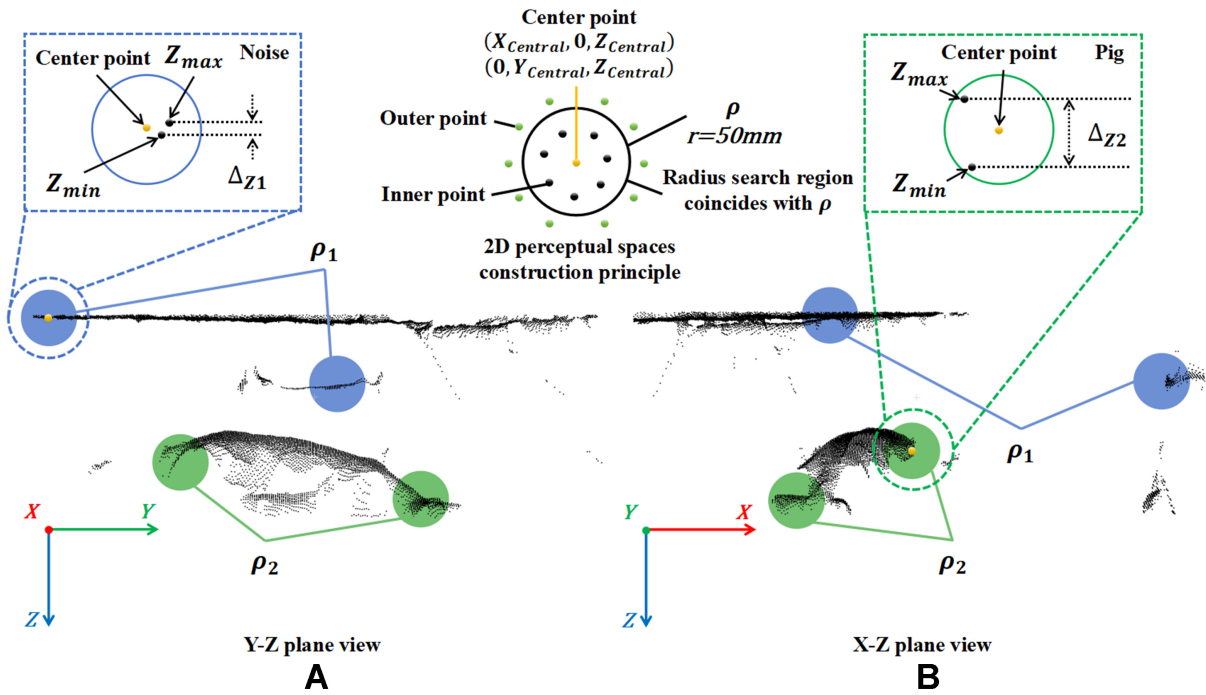 Center point
(X_Central, 0, Z_Central)
(0, Y_Central, Z_Central)
Center point
Z_max
Noise
Z_min
Δ_Z1
Outer point
Inner point
ρ
r=50mm
Radius search region
coincides with ρ
2D perceptual spaces
construction principle
Center point
Pig
Z_max
Δ_Z2
Z_min
ρ_1
ρ_1
ρ_2
ρ_2
X
Y
Z
Y
X
Z
Y-Z plane view
X-Z plane view
A
B